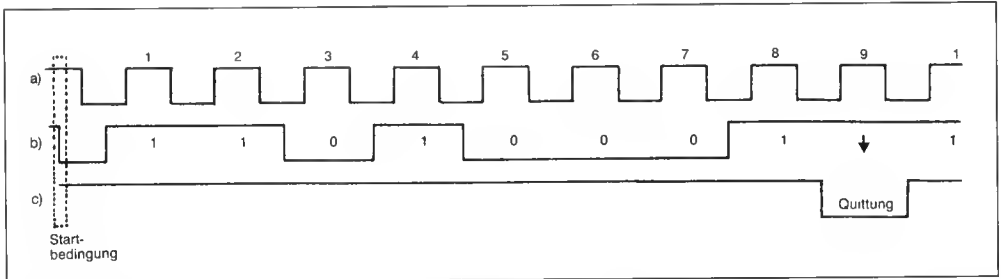 1 2 3 4 5 6 7 8 9 1
a)
b) 1 1 0 1 0 0 0 1 1
c) Quittung
Start-
bedingung